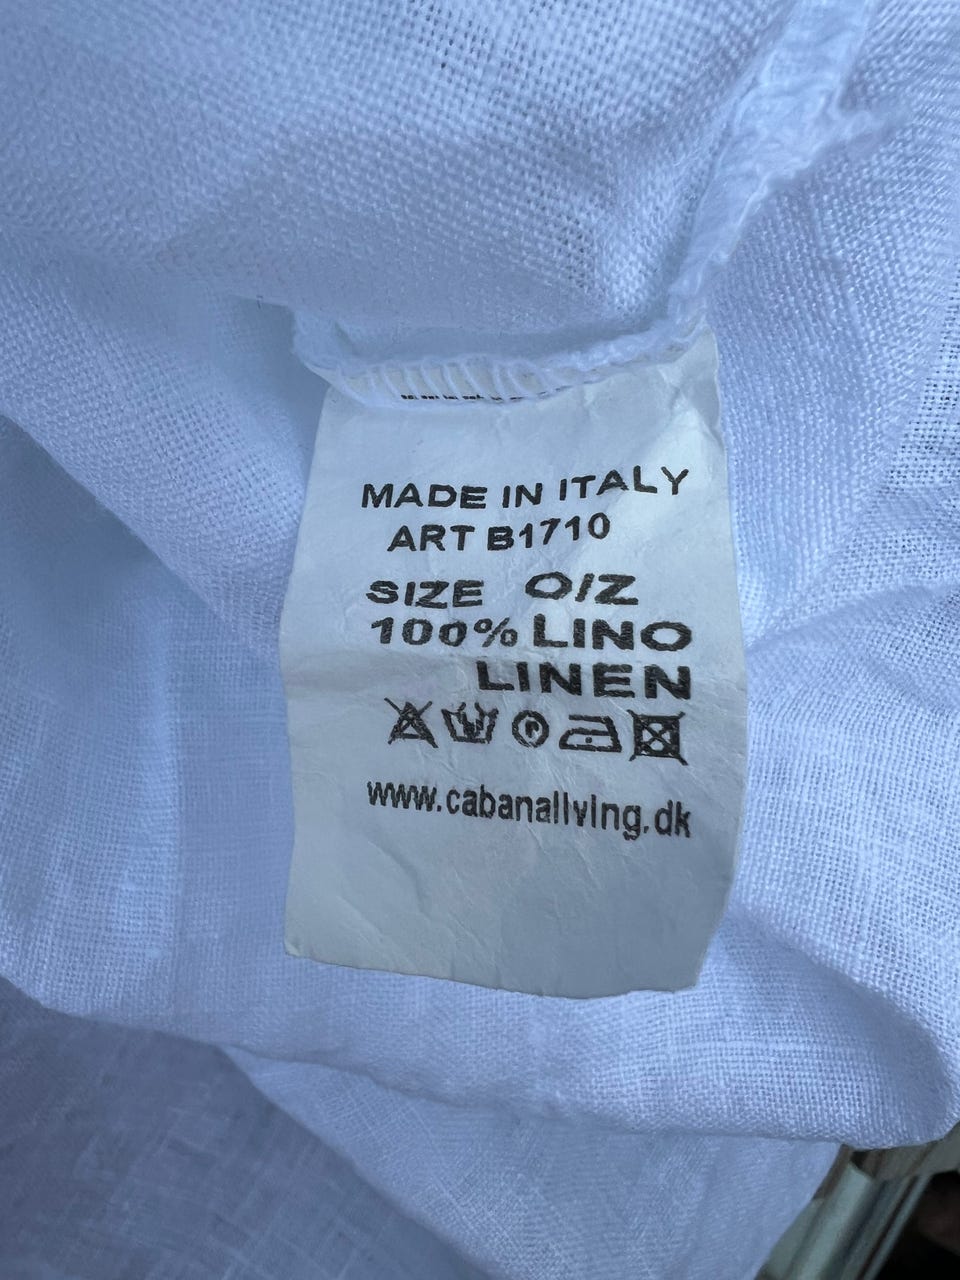 MADE IN ITALY
ART B1710
SIZE O/Z
100% LINO
LINEN
www.cabanaliving.dk